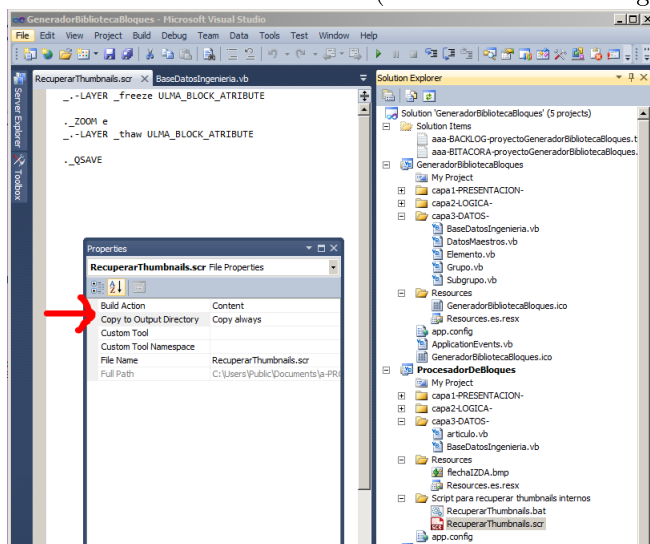 GeneradorBibliotecaBloques - Microsoft Visual Studio
File Edit View Project Build Debug Team Data Tools Test Window Help
RecuperarThumbnails.scr BaseDatosIngenieria.vb
Server Explorer
Toolbox
_.-LAYER _freeze ULMA_BLOCK_ATRIBUTE
._ZOOM e
_.-LAYER _thaw ULMA_BLOCK_ATRIBUTE
._QSAVE
Properties
RecuperarThumbnails.scr File Properties
Build Action Content
Copy to Output Directory Copy always
Custom Tool
Custom Tool Namespace
File Name RecuperarThumbnails.scr
Full Path C:\Users\Public\Documents\a-PR
Solution Explorer
Solution 'GeneradorBibliotecaBloques' (5 projects)
Solution Items
aaa-BACKLOG-proyectoGeneradorBibliotecaBloques.t
aaa-BITACORA-proyectoGeneradorBibliotecaBloques.
GeneradorBibliotecaBloques
My Project
capa1-PRESENTACION-
capa2-LOGICA-
capa3-DATOS-
BaseDatosIngenieria.vb
DatosMaestros.vb
Elemento.vb
Grupo.vb
Subgrupo.vb
Resources
GeneradorBibliotecaBloques.ico
Resources.es.resx
app.config
ApplicationEvents.vb
GeneradorBibliotecaBloques.ico
ProcesadorDeBloques
My Project
capa1-PRESENTACION-
capa2-LOGICA-
capa3-DATOS-
articulo.vb
BaseDatosIngenieria.vb
Resources
flechaIZDA.bmp
Resources.es.resx
Script para recuperar thumbnails internos
RecuperarThumbnails.bat
RecuperarThumbnails.scr
app.config